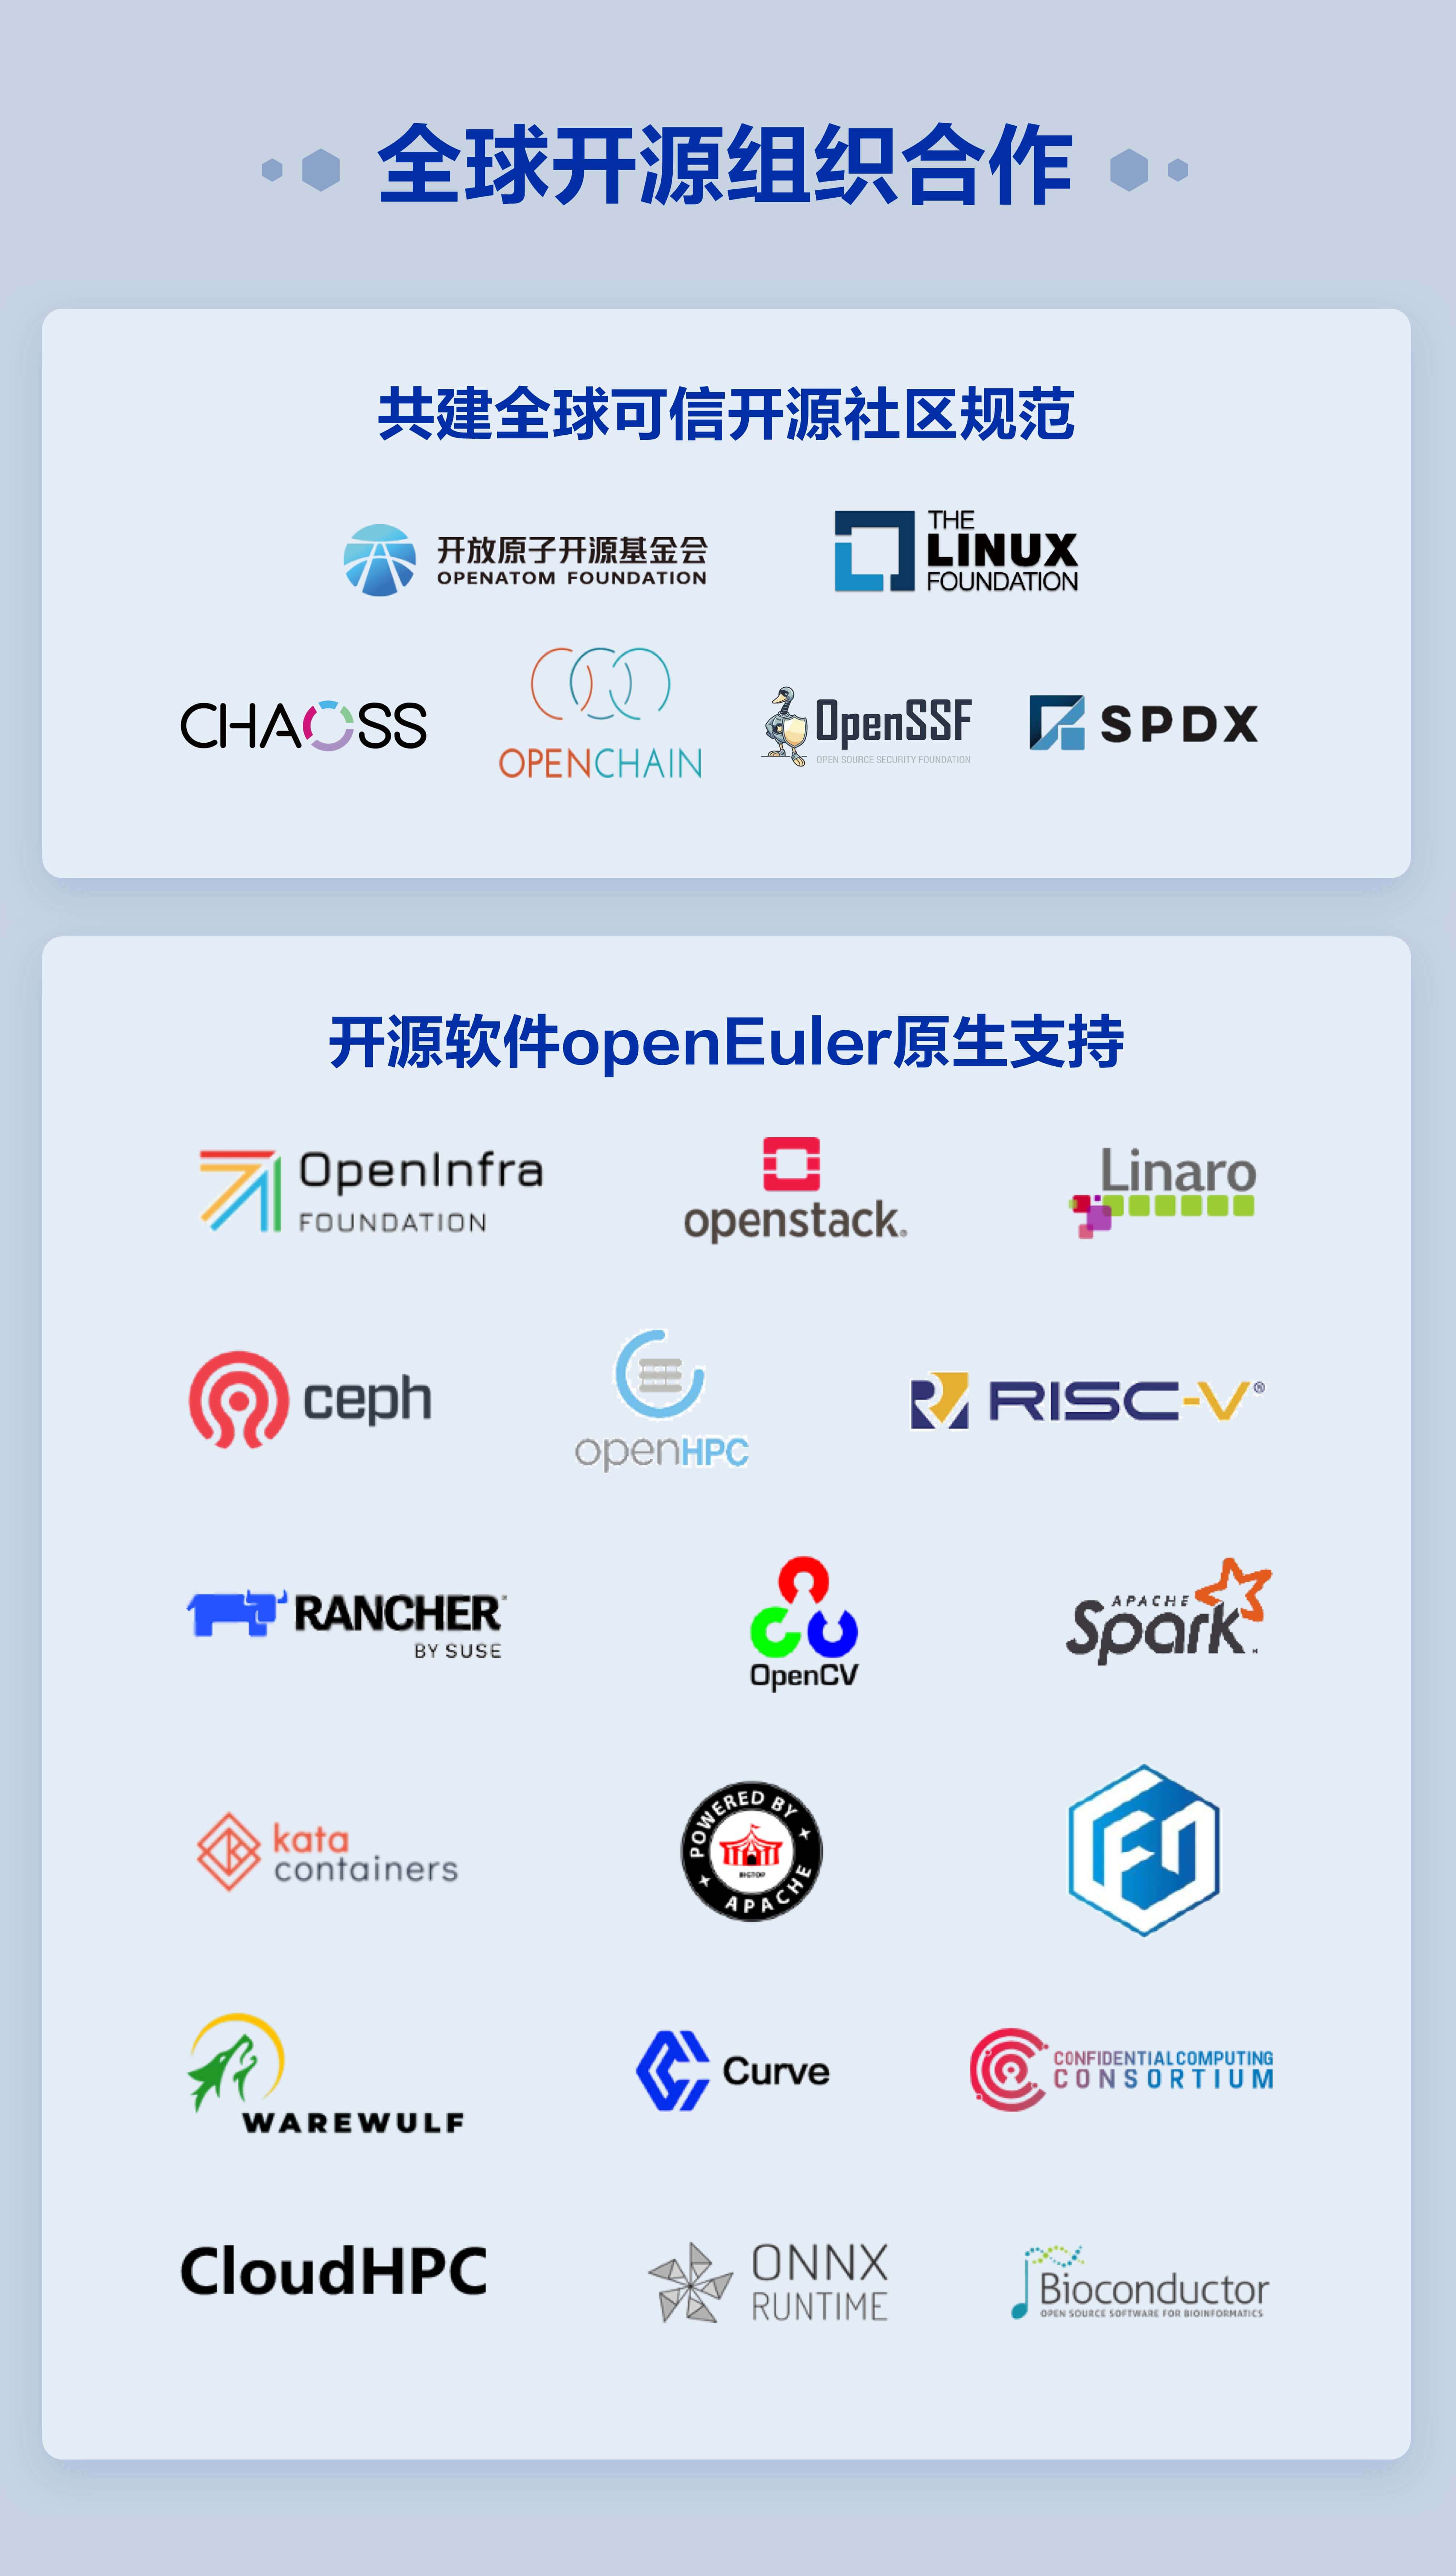 全球开源组织合作
共建全球可信开源社区规范
开放原子开源基金会
OPENATOM FOUNDATION
THE
LINUX
FOUNDATION
CHAOSS
OPENCHAIN
OpenSSF
OPEN SOURCE SECURITY FOUNDATION
SPDX
开源软件openEuler原生支持
OpenInfra
FOUNDATION
openstack®
Linaro
ceph
openHPC
RISC-V®
RANCHER
BY SUSE
OpenCV
APACHE
Spark
kata
containers
POWERED BY
BIGTOP
APACHE
WAREWULF
Curve
CONFIDENTIAL COMPUTING
CONSORTIUM
CloudHPC
ONNX
RUNTIME
Bioconductor
OPEN SOURCE SOFTWARE FOR BIOINFORMATICS